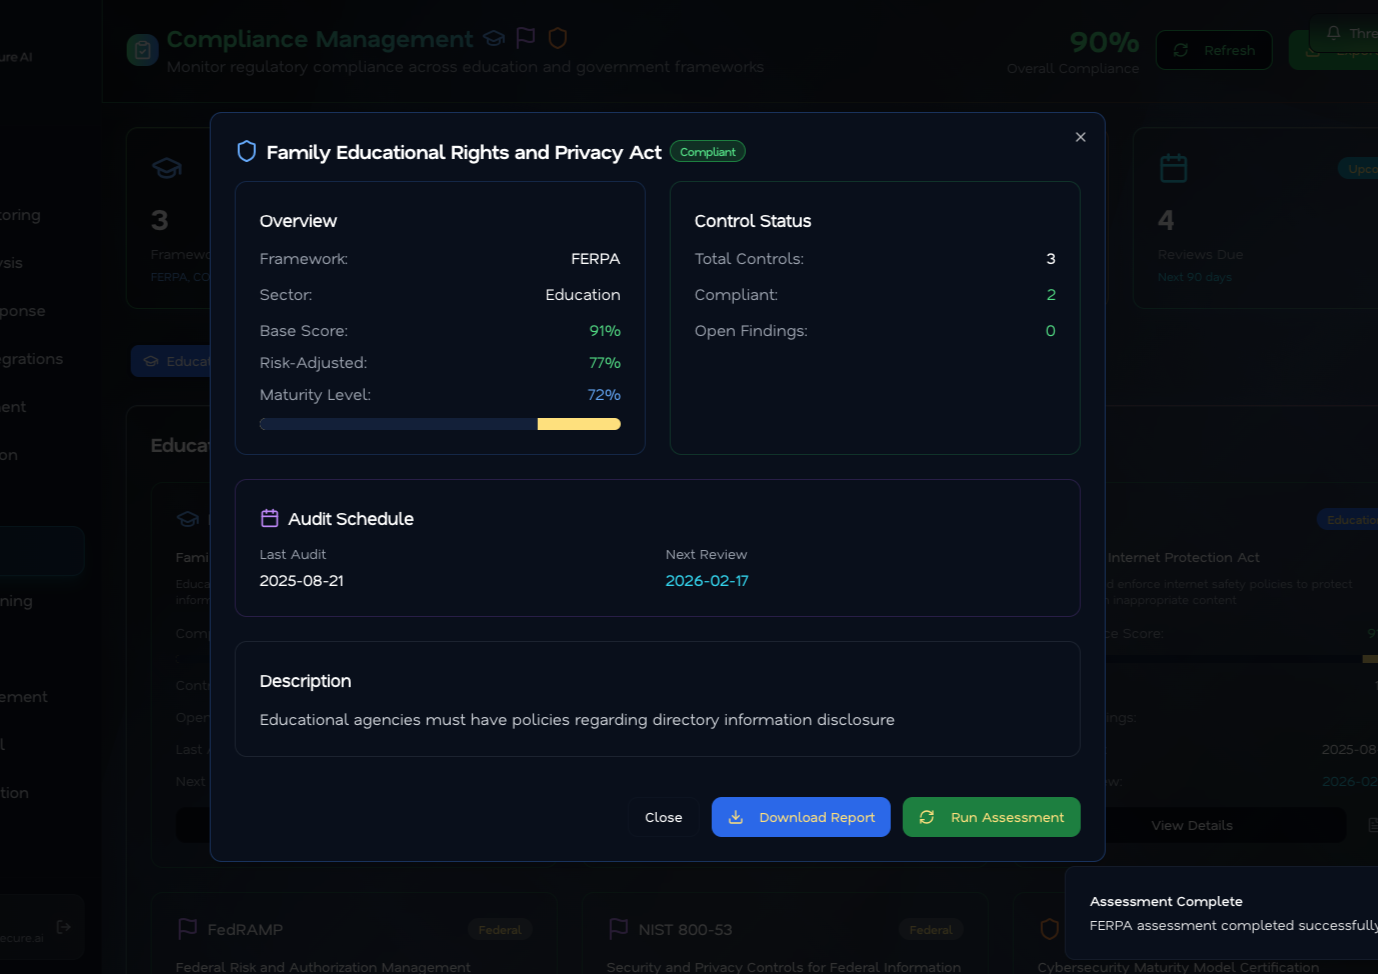 Compliance Management
Monitor regulatory compliance across education and government frameworks
90%
Overall Compliance
Refresh
Thre
ure AI
Family Educational Rights and Privacy Act
Compliant
Overview
Framework: FERPA
Sector: Education
Base Score: 91%
Risk-Adjusted: 77%
Maturity Level: 72%
Control Status
Total Controls: 3
Compliant: 2
Open Findings: 0
Audit Schedule
Last Audit
2025-08-21
Next Review
2026-02-17
Description
Educational agencies must have policies regarding directory information disclosure
Close
Download Report
Run Assessment
Assessment Complete
FERPA assessment completed successfully
3
Framewo
FERPA, CO
4
Upco
Reviews Due
Next 90 days
toring
ysis
ponse
egrations
ent
on
ning
ement
l
tion
ecure.ai
Educat
Educat
Fami
Educa
inform
Com
Cont
Open
Last A
Next
Educatio
Internet Protection Act
d enforce internet safety policies to protect
n inappropriate content
ce Score: 9
ngs:
2025-08
ew: 2026-02
View Details
FedRAMP
Federal
Federal Risk and Authorization Management
NIST 800-53
Federal
Security and Privacy Controls for Federal Information
Cybersecurity Maturity Model Certification